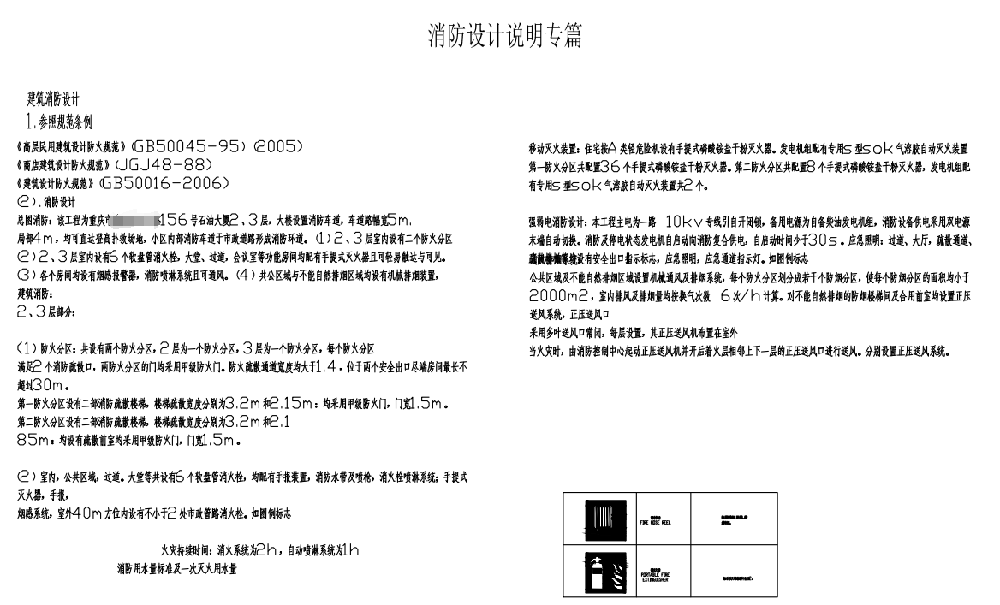 消防设计说明专篇
建筑消防设计
1.参照规范条例
《高层民用建筑设计防火规范》(GB50045-95) (2005)
《商店建筑设计防火规范》(JGJ48-88)
《建筑设计防火规范》(GB50016-2006)
(2).消防设计
总图消防：该工程为重庆市 156号石油大厦2、3层，大楼设置消防车道，车道路幅宽5m，
局部4m，均可直达登高扑救场地，小区内部消防车道于市政道路形成消防环道。(1)2、3层室内设有二个防火分区
(2)2、3层室内设有6个软盘管消火栓，大堂、过道，会议室等功能房间均配有手提式灭火器且可轻易触达与可见。
(3)各个房间均设有烟感报警器，消防喷淋系统且可通风。(4)共公区域与不能自然排烟区域均设有机械排烟装置，
建筑消防：
2、3层部分：
(1)防火分区：共设有两个防火分区，2层为一个防火分区，3层为一个防火分区，每个防火分区
满足2个消防疏散口，两防火分区的门均采用甲级防火门。防火疏散通道宽度均大于1.4，位于两个安全出口尽端房间最长不
超过30m。
第一防火分区设有二部消防疏散楼梯，楼梯疏散宽度分别为3.2m和2.15m：均采用甲级防火门，门宽1.5m。
第二防火分区设有二部消防疏散楼梯，楼梯疏散宽度分别为3.2m和2.1
85m：均设有疏散前室均采用甲级防火门，门宽1.5m。
(2)室内，公共区域，过道。大堂等共设有6个软盘管消火栓，均配有手报装置，消防水带及喷枪，消火栓喷淋系统；手提式
灭火器，手报，
烟感系统，室外40m方位内设有不小于2处市政管路消火栓。如图例标志
火灾持续时间：消火系统为2h，自动喷淋系统为1h
消防用水量标准及一次灭火用水量
移动灭火装置：住宅按A类轻危险机设有手提式磷酸铵盐干粉灭火器。发电机组配有专用s型sok气溶胶自动灭火装置
第一防火分区共配置36个手提式磷酸铵盐干粉灭火器。第二防火分区共配置8个手提式磷酸铵盐干粉灭火器，发电机组配
有专用s型sok气溶胶自动灭火装置共2个。
强弱电消防设计：本工程主电为一路 10kv专线引自开闭锁，备用电源为自备柴油发电机组，消防设备供电采用双电源
末端自动切换。消防及停电状态发电机自启动向消防复合供电，自启动时间少于30s。应急照明：过道、大厅，疏散通道、
设有安全出口指示标志，应急照明，应急通道指示灯。如图例标志
公共区域及不能自然排烟区域设置机械通风及排烟系统，每个防火分区划分成若干个防烟分区，使每个防烟分区的面积均小于
2000m2，室内排风及排烟量均按换气次数 6次/h计算。对不能自然排烟的防烟楼梯间及合用前室均设置正压
送风系统，正压送风口
采用多叶送风口常闭，每层设置，其正压送风机布置在室外
当火灾时，由消防控制中心起动正压送风机并开后着火层相邻上下一层的正压送风口进行送风。分别设置正压送风系统。
FIRE HOSE REEL
PORTABLE FIRE
EXTINGUISHER